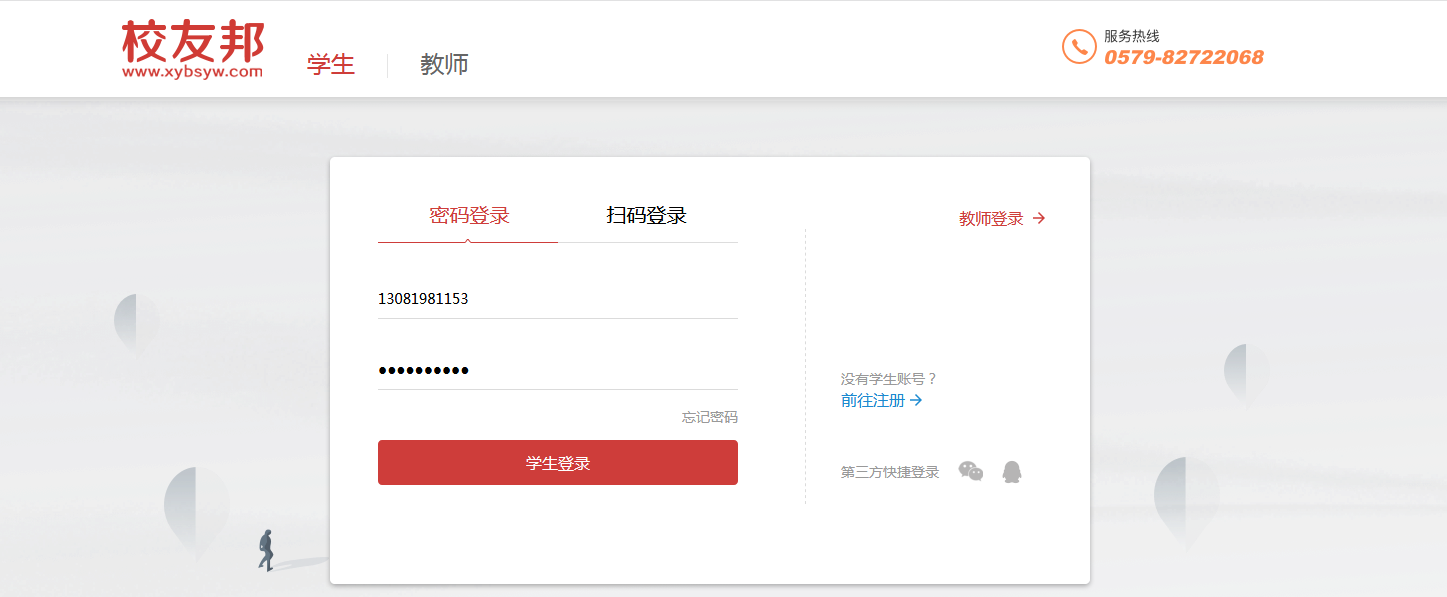 校友邦
www.xybsyw.com
学生
教师
服务热线
0579-82722068
密码登录
扫码登录
教师登录 →
13081981153
••••••••••
忘记密码
学生登录
没有学生账号？
前往注册 →
第三方快捷登录